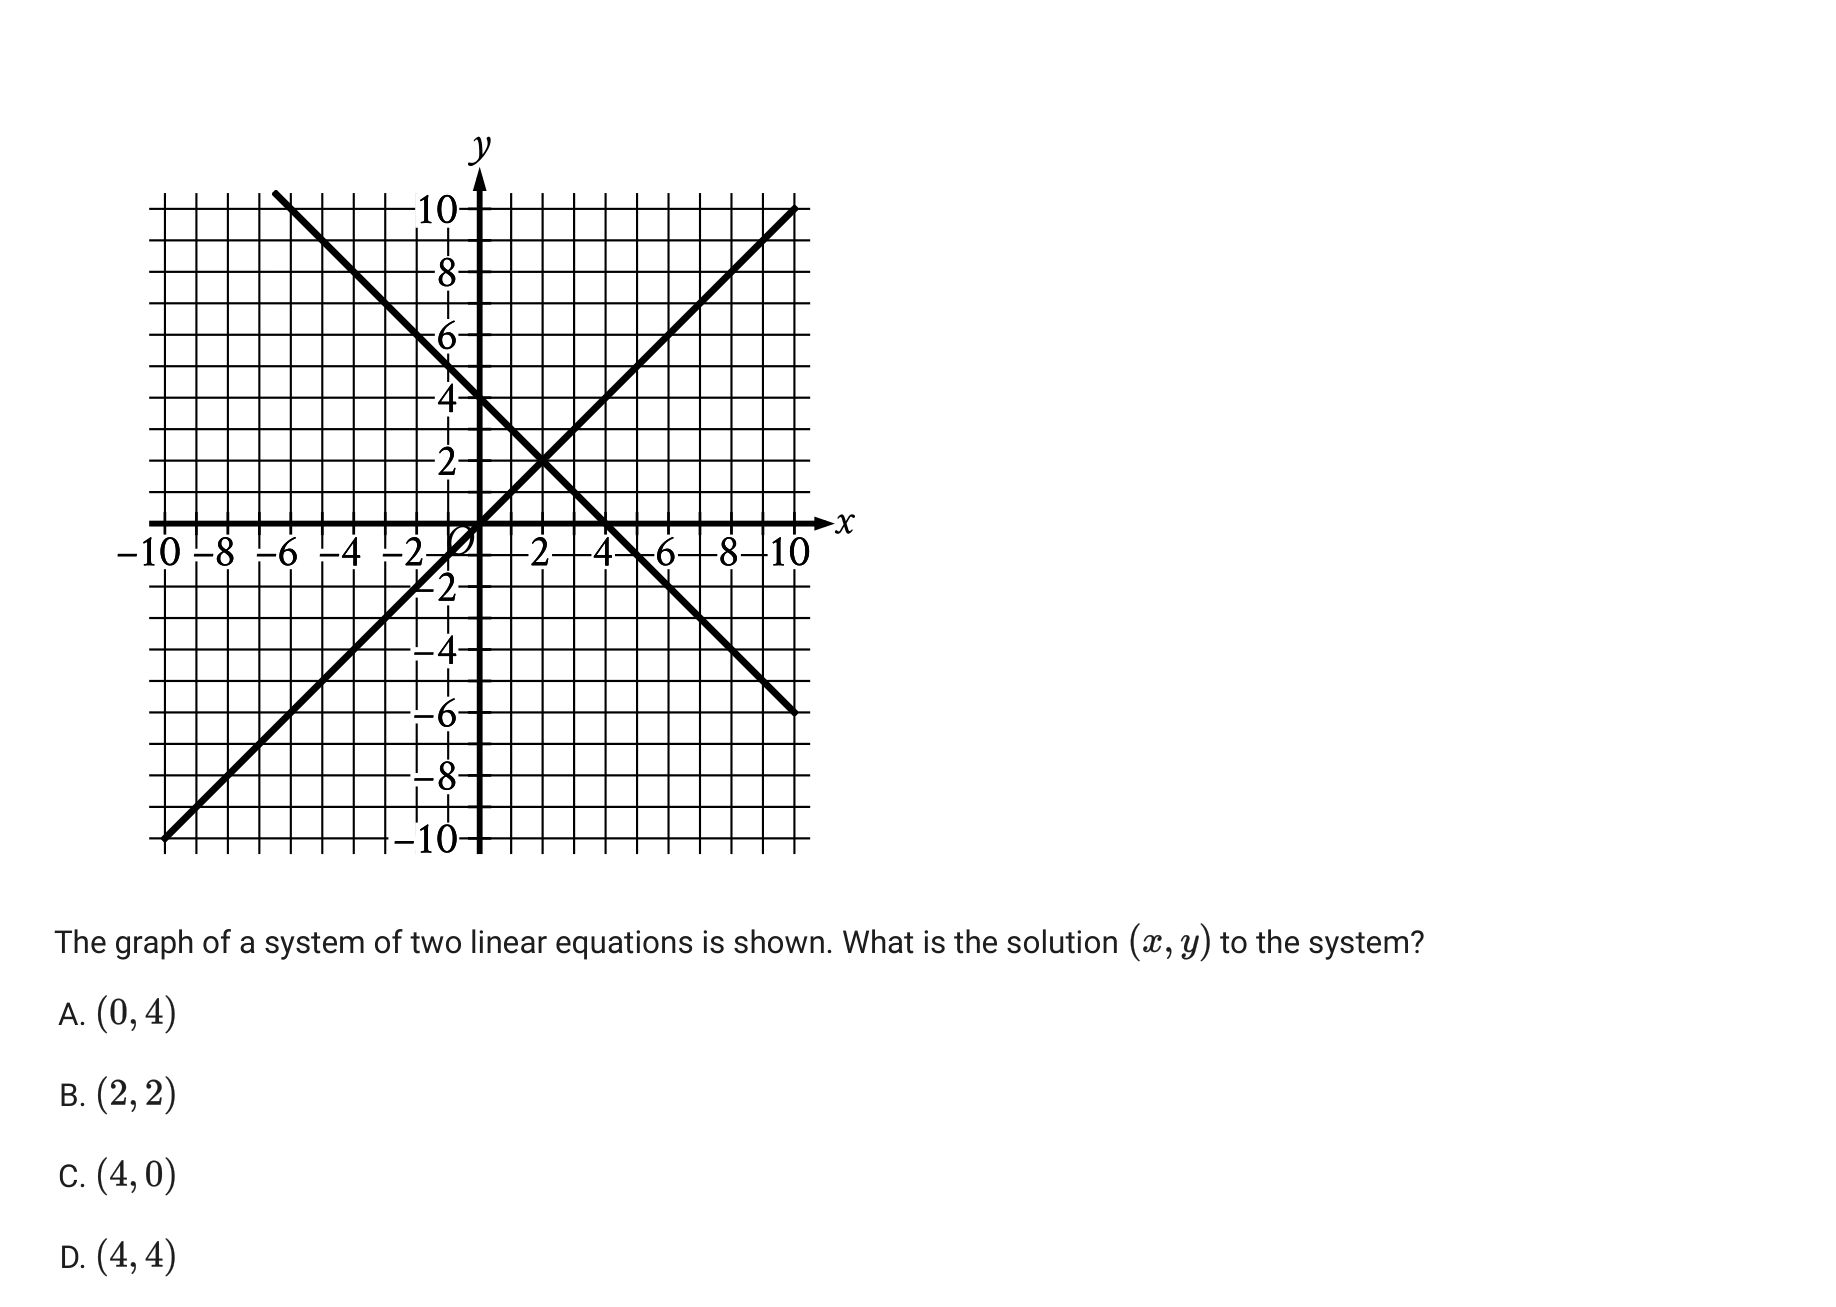 y
10
8
6
4
2
x
O
−10 −8 −6 −4 −2 2 4 6 8 10
−2
−4
−6
−8
−10
The graph of a system of two linear equations is shown. What is the solution (x, y) to the system?
A. (0, 4)
B. (2, 2)
C. (4, 0)
D. (4, 4)